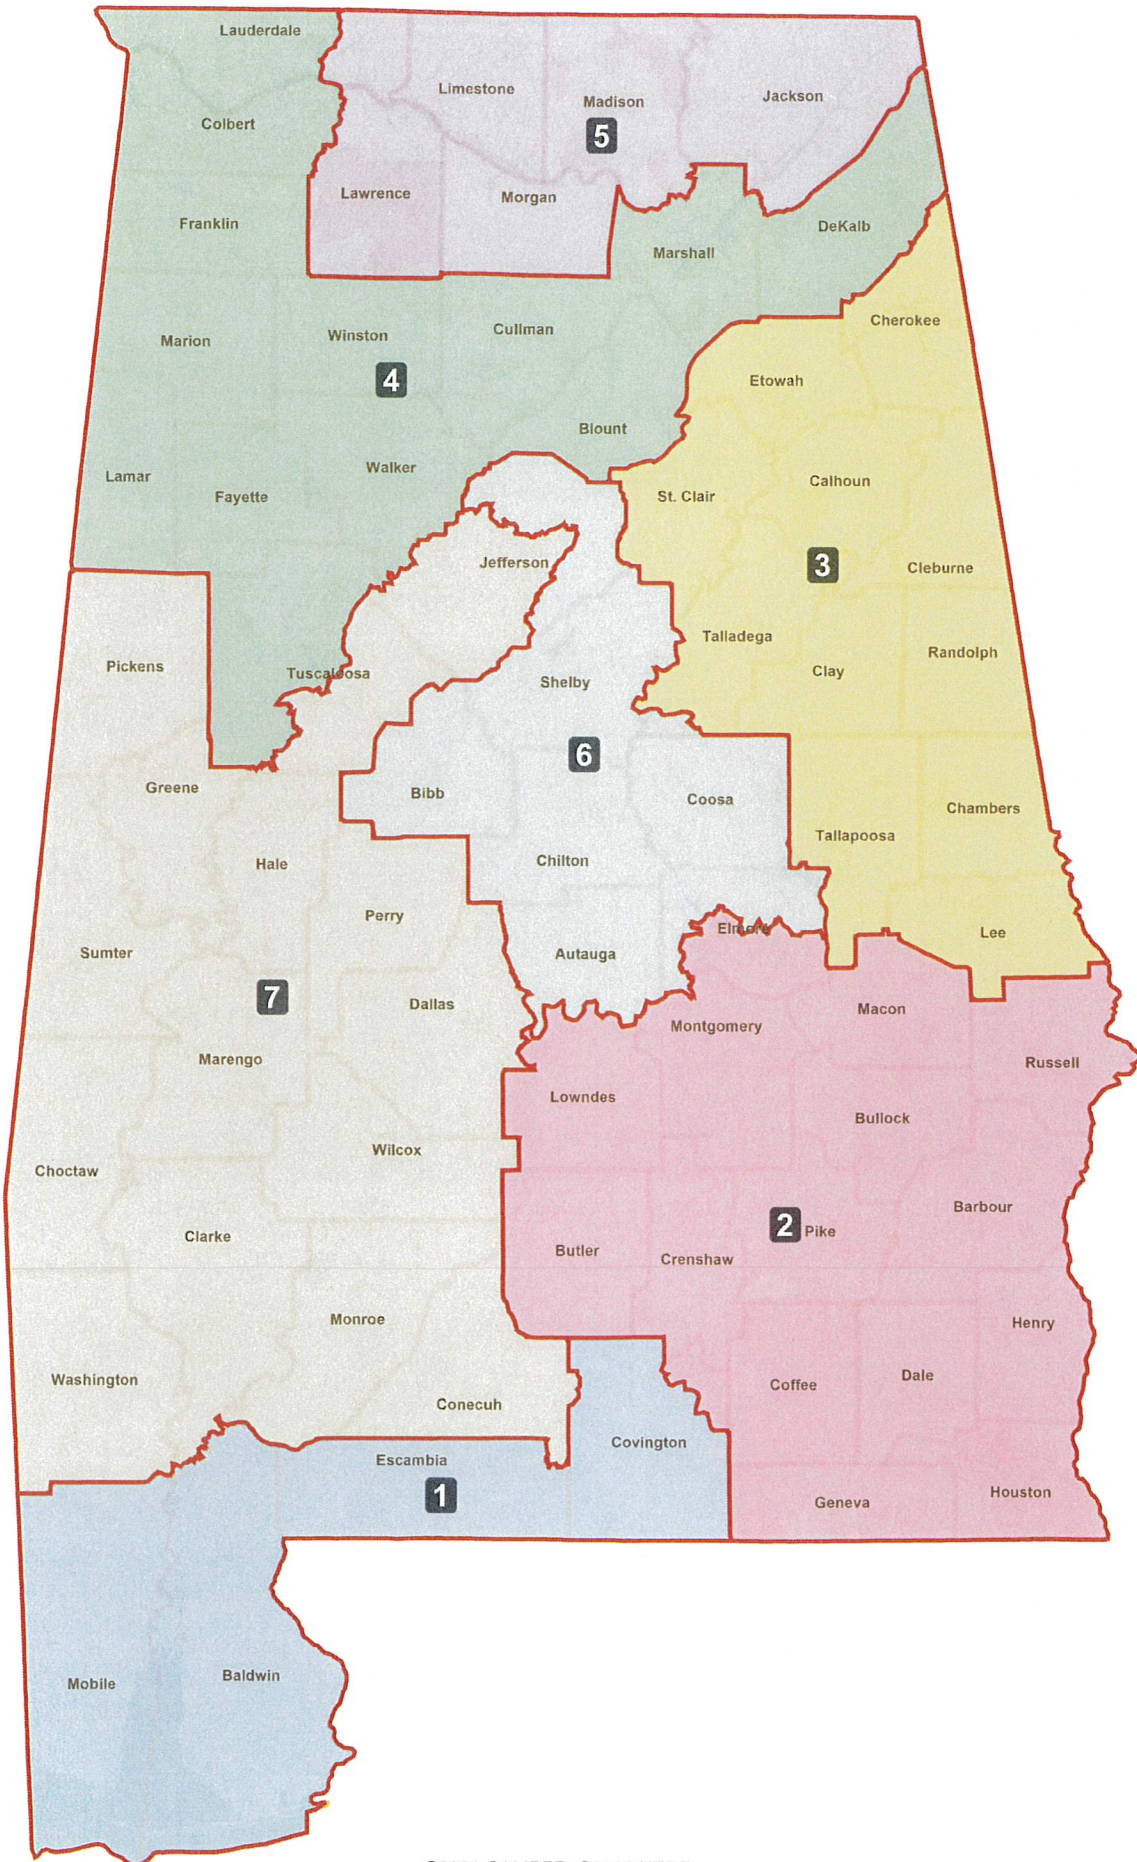 Lauderdale
Limestone
Madison
Jackson
5
Colbert
Lawrence
Morgan
Franklin
DeKalb
Marshall
Cherokee
Marion
Winston
Cullman
4
Etowah
Blount
Lamar
Fayette
Walker
St. Clair
Calhoun
Jefferson
3
Cleburne
Pickens
Tuscaloosa
Talladega
Randolph
Shelby
Clay
6
Greene
Bibb
Coosa
Chambers
Hale
Chilton
Tallapoosa
Perry
Elmore
Lee
Sumter
Autauga
7
Dallas
Macon
Montgomery
Marengo
Russell
Lowndes
Bullock
Choctaw
Wilcox
Barbour
Clarke
Butler
Crenshaw
2
Pike
Monroe
Henry
Washington
Conecuh
Coffee
Dale
Covington
Escambia
1
Geneva
Houston
Mobile
Baldwin